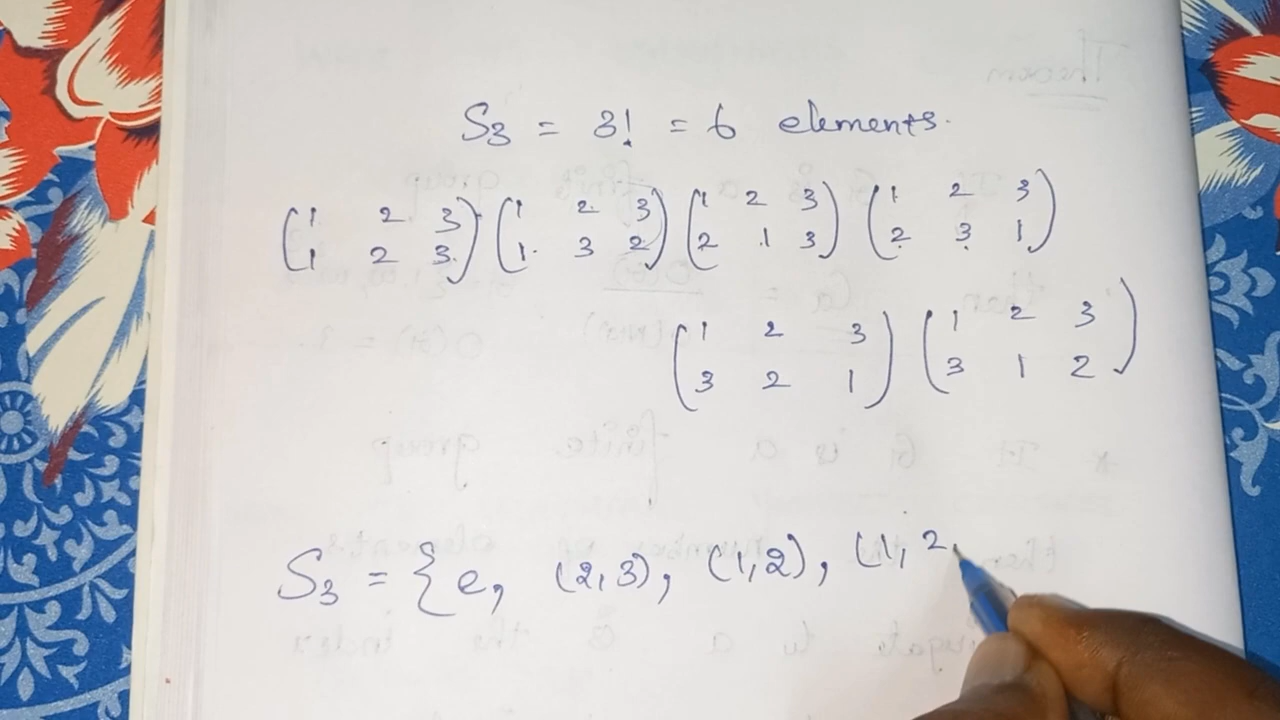 S3 = 3! = 6 elements.
(1 2 3) (1 2 3) (1 2 3) (1 2 3)
(1 2 3) (1 3 2) (2 1 3) (2 3 1)
(1 2 3) (1 2 3)
(3 2 1) (3 1 2)
S3 = { e, (2,3), (1,2), (1, 2,